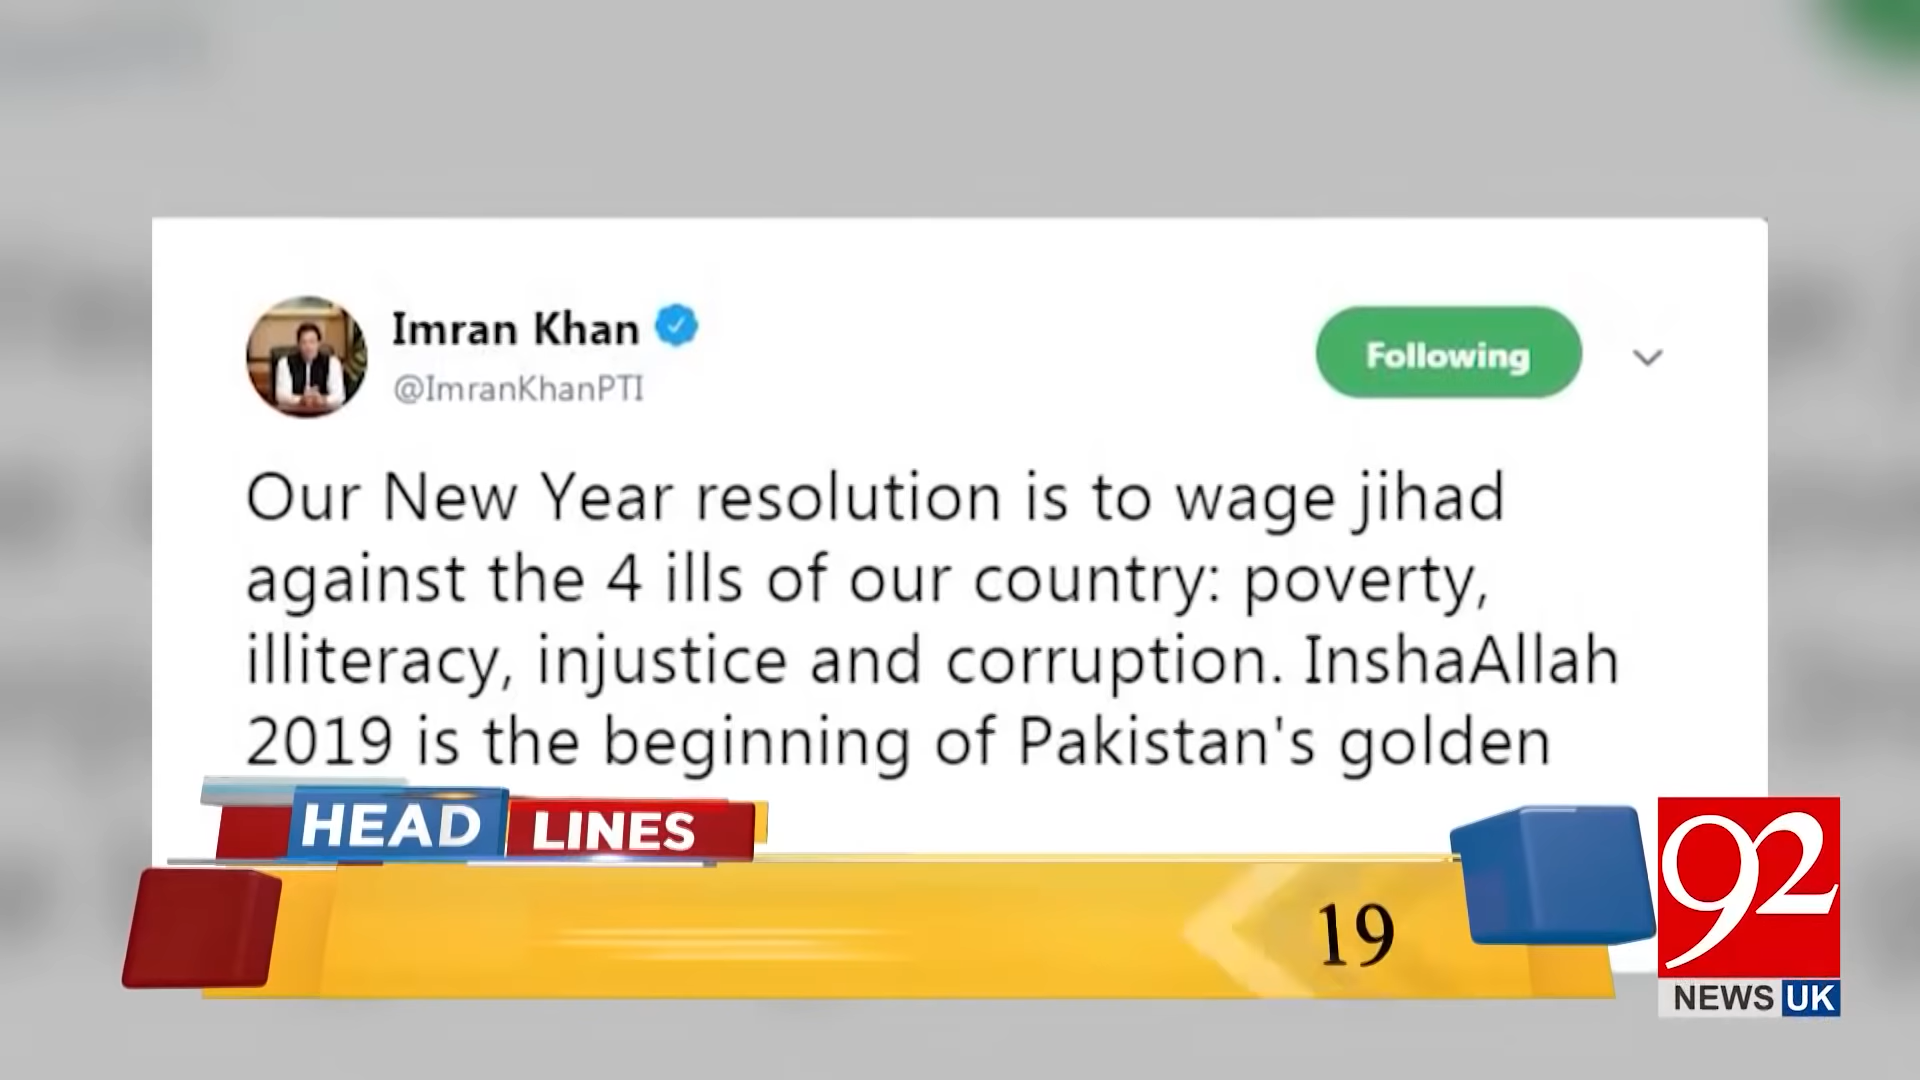 Imran Khan
@ImranKhanPTI
Following
Our New Year resolution is to wage jihad
against the 4 ills of our country: poverty,
illiteracy, injustice and corruption. InshaAllah
2019 is the beginning of Pakistan's golden
HEAD LINES
19
92
NEWS UK